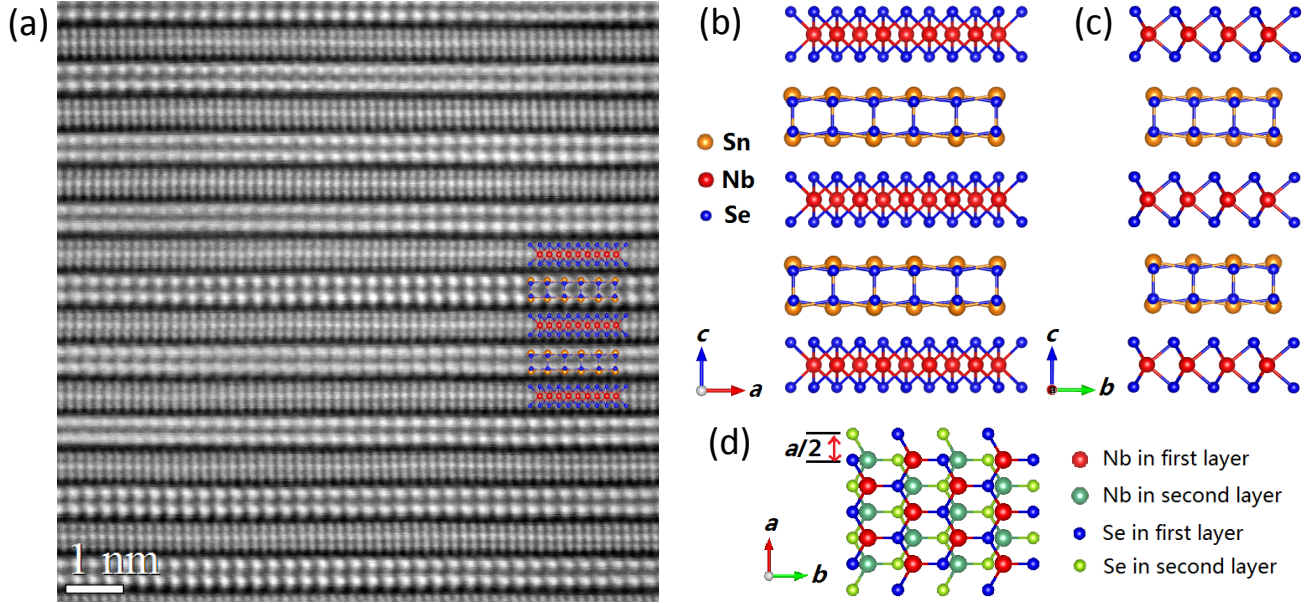 (a)
1 nm
(b)
(c)
Sn
Nb
Se
c
a
c
a
b
(d)
a/2
a
b
Nb in first layer
Nb in second layer
Se in first layer
Se in second layer